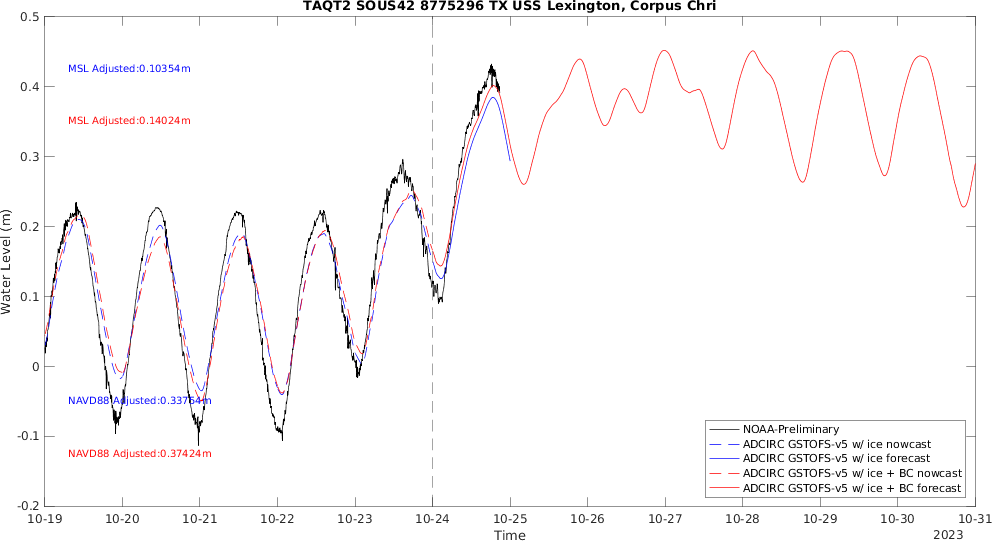 TAQT2 SOUS42 8775296 TX USS Lexington, Corpus Chri
0.5
0.4
0.3
0.2
0.1
0
-0.1
-0.2
Water Level (m)
MSL Adjusted:0.10354m
MSL Adjusted:0.14024m
NAVD88 Adjusted:0.33754m
NAVD88 Adjusted:0.37424m
NOAA-Preliminary
ADCIRC GSTOFS-v5 w/ ice nowcast
ADCIRC GSTOFS-v5 w/ ice forecast
ADCIRC GSTOFS-v5 w/ ice + BC nowcast
ADCIRC GSTOFS-v5 w/ ice + BC forecast
10-19 10-20 10-21 10-22 10-23 10-24 10-25 10-26 10-27 10-28 10-29 10-30 10-31
Time
2023